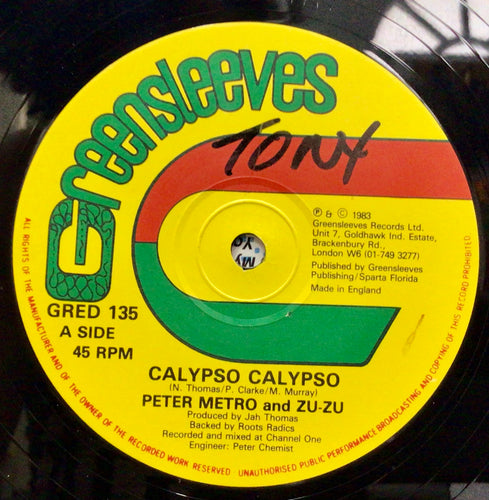 Greensleeves
TONY
℗ & © 1983
Greensleeves Records Ltd.
Unit 7, Goldhawk Ind. Estate,
Brackenbury Rd.,
London W6 (01-749 3277)
Published by Greensleeves
Publishing/Sparta Florida
Made in England
GRED 135
A SIDE
45 RPM
CALYPSO CALYPSO
(N. Thomas/P. Clarke/M. Murray)
PETER METRO and ZU-ZU
Produced by Jah Thomas
Backed by Roots Radics
Recorded and mixed at Channel One
Engineer: Peter Chemist
ALL RIGHTS OF THE MANUFACTURER AND OF THE OWNER OF THE RECORDED WORK RESERVED UNAUTHORISED PUBLIC PERFORMANCE BROADCASTING AND COPYING OF THIS RECORD PROHIBITED